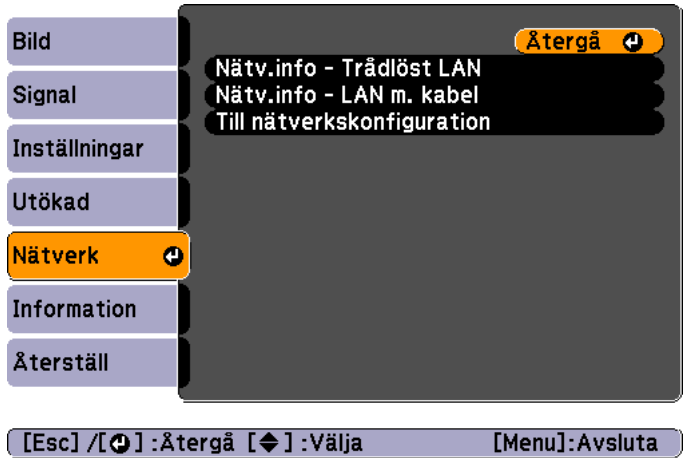 Bild
Signal
Inställningar
Utökad
Nätverk
Information
Återställ
Återgå
Nätv.info - Trådlöst LAN
Nätv.info - LAN m. kabel
Till nätverkskonfiguration
[Esc] /[⏎] :Återgå [◆] :Välja [Menu]:Avsluta